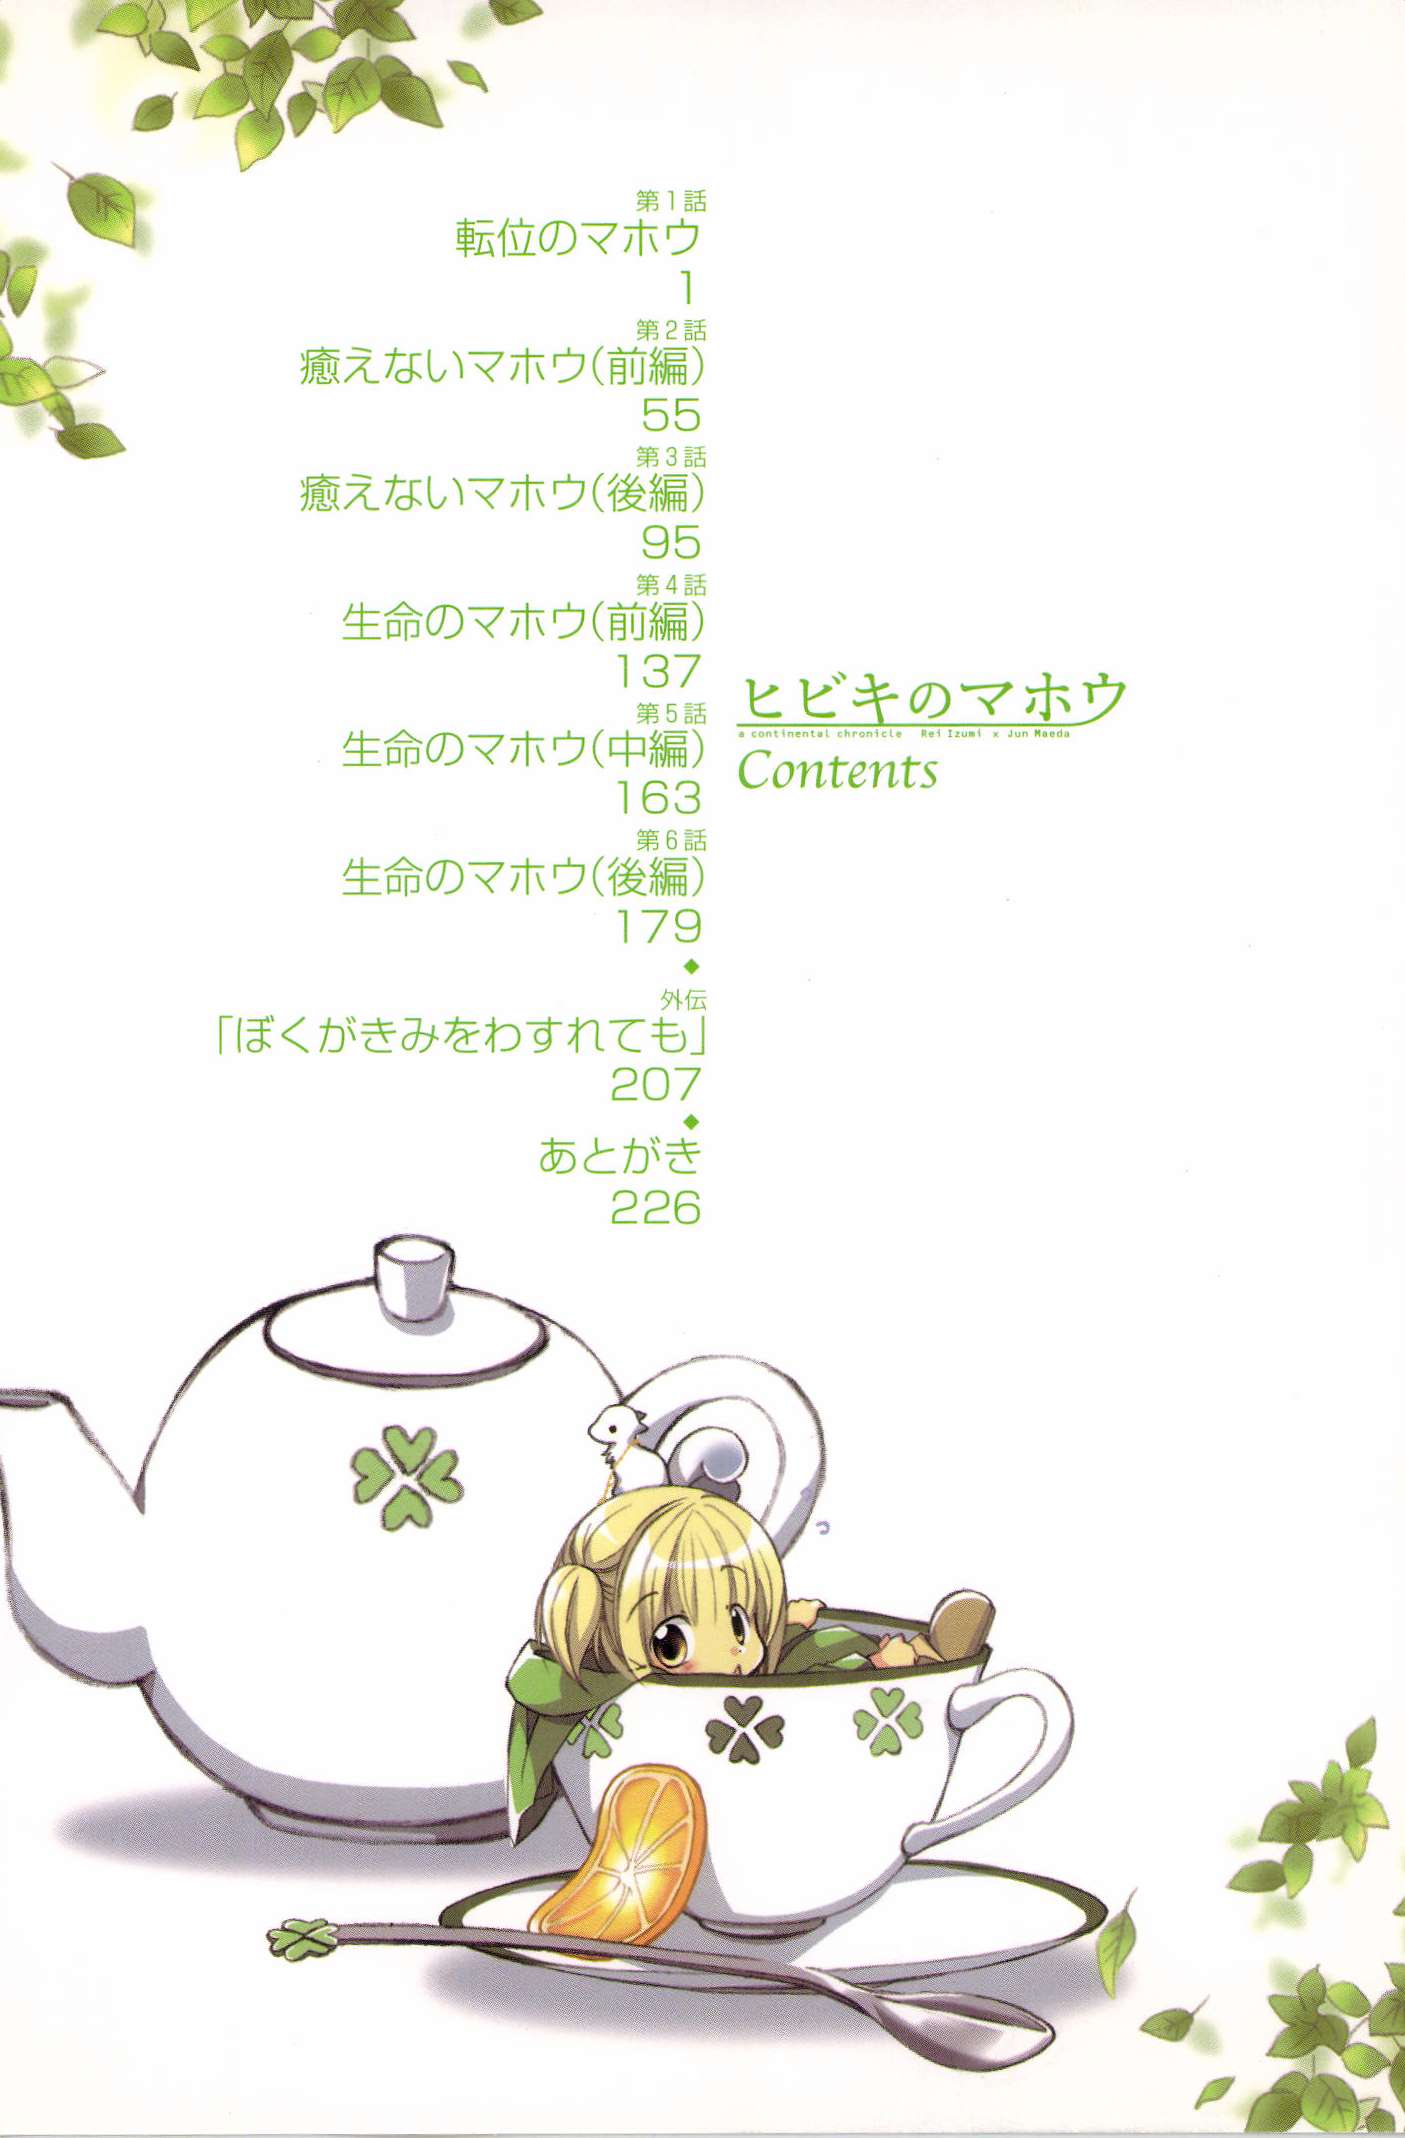 ヒビキのマホウ
a continental chronicle Rei Izumi × Jun Maeda
Contents
第1話
転位のマホウ
1
第2話
癒えないマホウ(前編)
55
第3話
癒えないマホウ(後編)
95
第4話
生命のマホウ(前編)
137
第5話
生命のマホウ(中編)
163
第6話
生命のマホウ(後編)
179
◆
外伝
「ぼくがきみをわすれても」
207
◆
あとがき
226